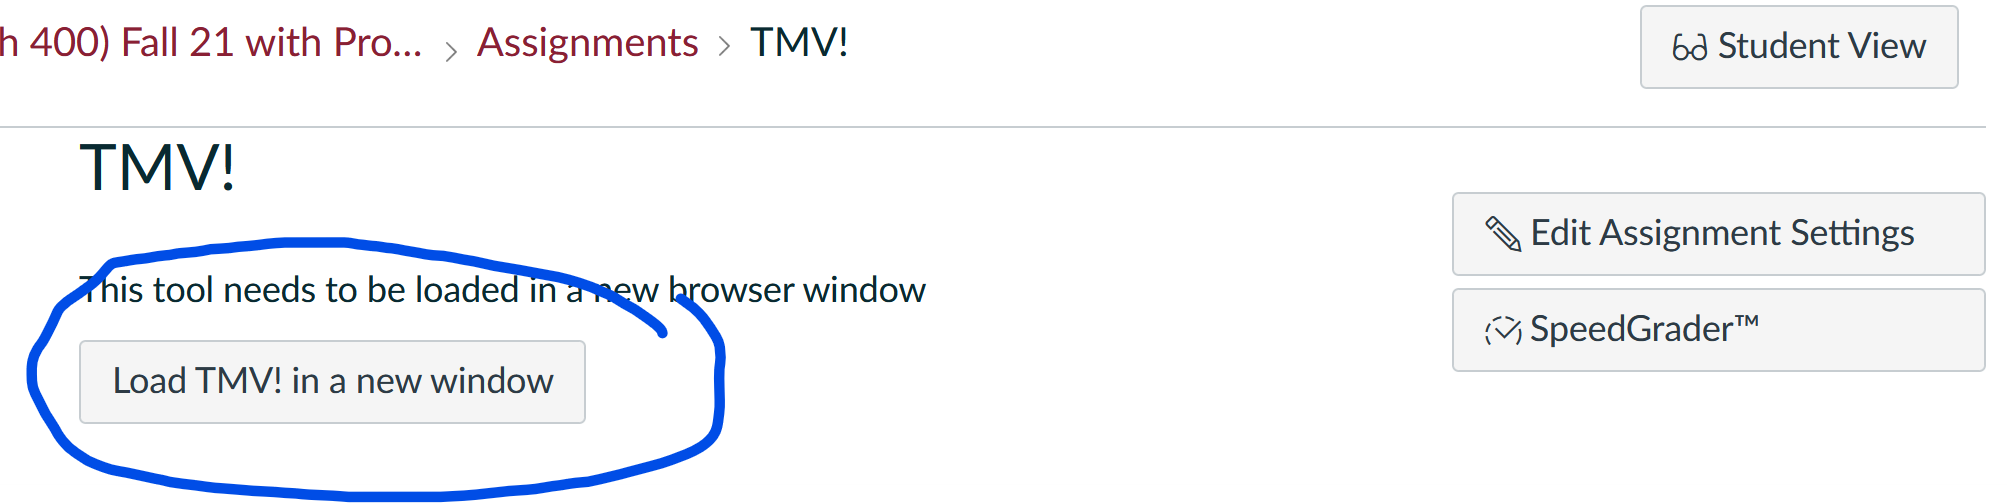 h 400) Fall 21 with Pro... > Assignments > TMV!
Student View
TMV!
Edit Assignment Settings
This tool needs to be loaded in a new browser window
SpeedGrader™
Load TMV! in a new window